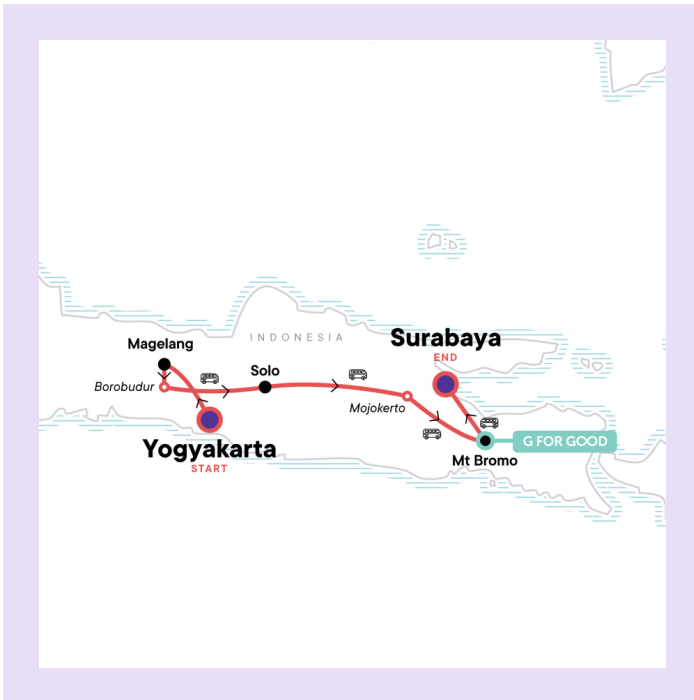 INDONESIA
Surabaya
END
Magelang
Solo
Borobudur
Mojokerto
Yogyakarta
START
G FOR GOOD
Mt Bromo